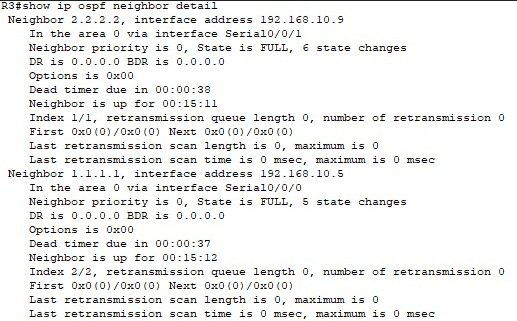 R3#show ip ospf neighbor detail
Neighbor 2.2.2.2, interface address 192.168.10.9
In the area 0 via interface Serial0/0/1
Neighbor priority is 0, State is FULL, 6 state changes
DR is 0.0.0.0 BDR is 0.0.0.0
Options is 0x00
Dead timer due in 00:00:38
Neighbor is up for 00:15:11
Index 1/1, retransmission queue length 0, number of retransmission 0
First 0x0(0)/0x0(0) Next 0x0(0)/0x0(0)
Last retransmission scan length is 0, maximum is 0
Last retransmission scan time is 0 msec, maximum is 0 msec
Neighbor 1.1.1.1, interface address 192.168.10.5
In the area 0 via interface Serial0/0/0
Neighbor priority is 0, State is FULL, 5 state changes
DR is 0.0.0.0 BDR is 0.0.0.0
Options is 0x00
Dead timer due in 00:00:37
Neighbor is up for 00:15:12
Index 2/2, retransmission queue length 0, number of retransmission 0
First 0x0(0)/0x0(0) Next 0x0(0)/0x0(0)
Last retransmission scan length is 0, maximum is 0
Last retransmission scan time is 0 msec, maximum is 0 msec